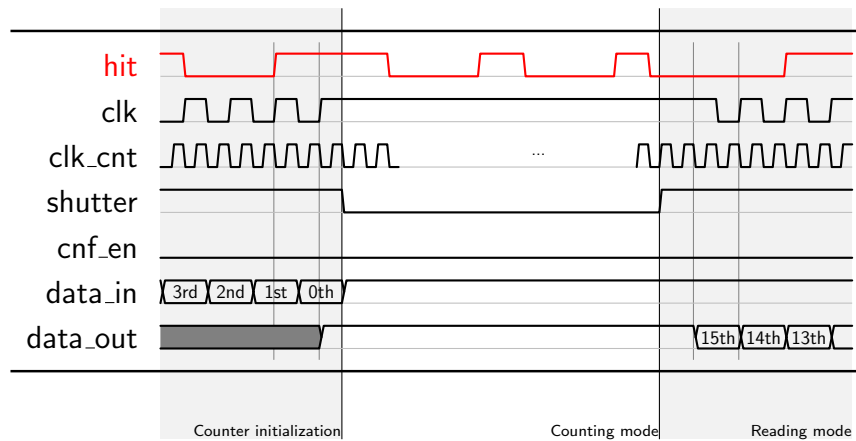 hit
clk
clk_cnt
...
shutter
cnf_en
data_in 3rd 2nd 1st 0th
data_out 15th 14th 13th
Counter initialization Counting mode Reading mode